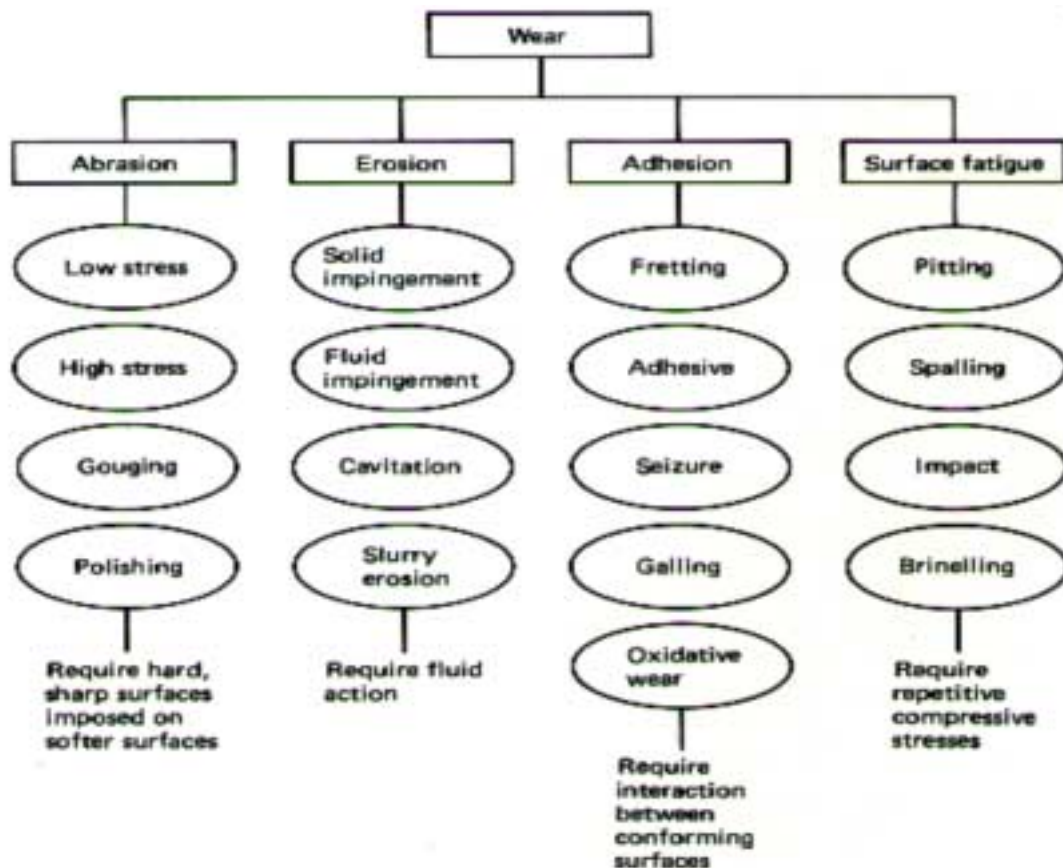 Wear
Abrasion
Erosion
Adhesion
Surface fatigue
Low stress
Solid
impingement
Fretting
Pitting
High stress
Fluid
impingement
Adhesive
Spalling
Gouging
Cavitation
Seizure
Impact
Polishing
Slurry
erosion
Galling
Brinelling
Require hard,
sharp surfaces
imposed on
softer surfaces
Require fluid
action
Oxidative
wear
Require
repetitive
compressive
stresses
Require
interaction
between
conforming
surfaces